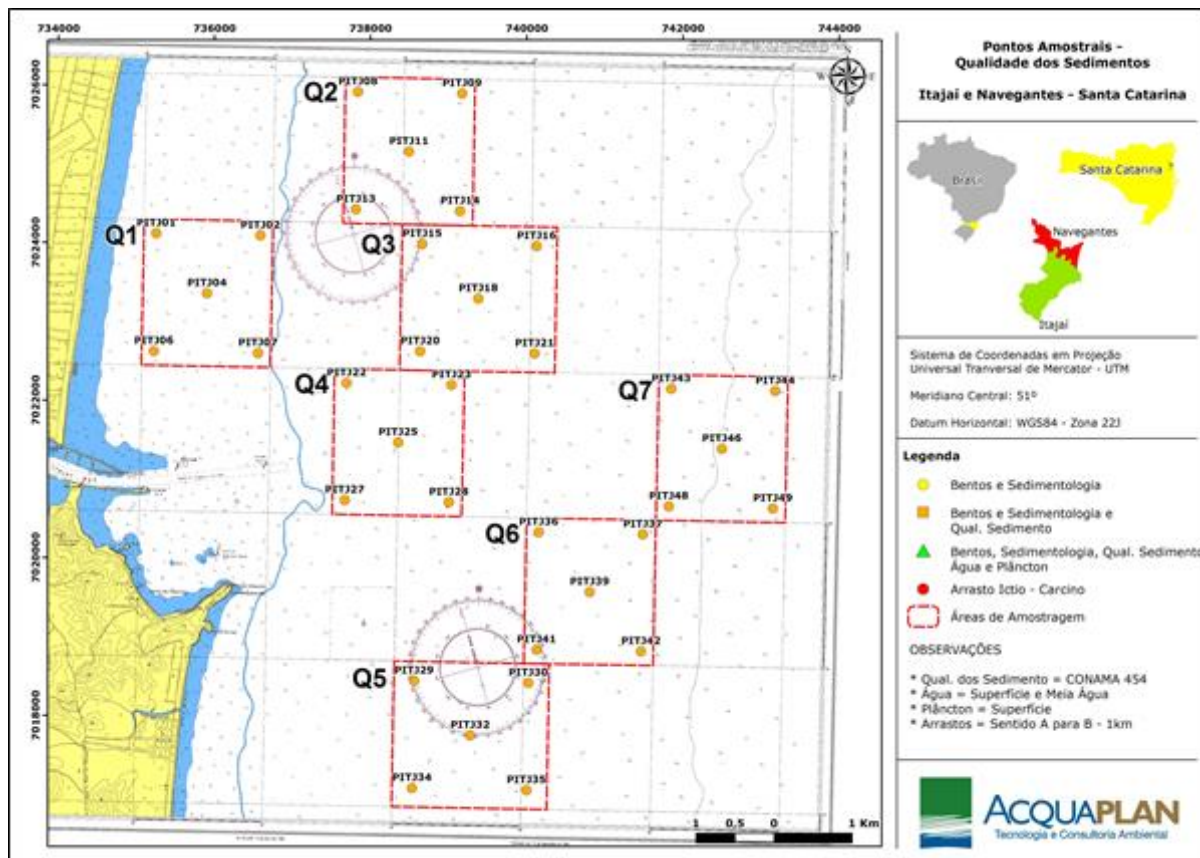 734000 736000 738000 740000 742000 744000
7026000
7024000
7022000
7020000
7018000
Q2
PITJ08 PITJ09
PITJ11
PITJ13 PITJ14
Q1
PITJ01 PITJ02
PITJ04
PITJ06 PITJ07
Q3
PITJ15 PITJ16
PITJ18
PITJ20 PITJ21
Q4
PITJ22 PITJ23
PITJ25
PITJ27 PITJ28
Q7
PITJ43 PITJ44
PITJ46
PITJ48 PITJ49
Q6
PITJ36 PITJ37
PITJ39
PITJ41 PITJ42
Q5
PITJ29 PITJ30
PITJ32
PITJ34 PITJ35
1 0,5 0 1 Km
Pontos Amostrais -
Qualidade dos Sedimentos
Itajaí e Navegantes - Santa Catarina
Brasil
Santa Catarina
Navegantes
Itajaí
Sistema de Coordenadas em Projeção
Universal Tranversal de Mercator - UTM
Meridiano Central: 51º
Datum Horizontal: WGS84 - Zona 22J
Legenda
Bentos e Sedimentologia
Bentos e Sedimentologia e
Qual. Sedimento
Bentos, Sedimentologia, Qual. Sedimento
Água e Plâncton
Arrasto Ictio - Carcino
Áreas de Amostragem
OBSERVAÇÕES
* Qual. dos Sedimento = CONAMA 454
* Água = Superfície e Meia Água
* Plâncton = Superfície
* Arrastos = Sentido A para B - 1km
ACQUAPLAN
Tecnologia e Consultoria Ambiental